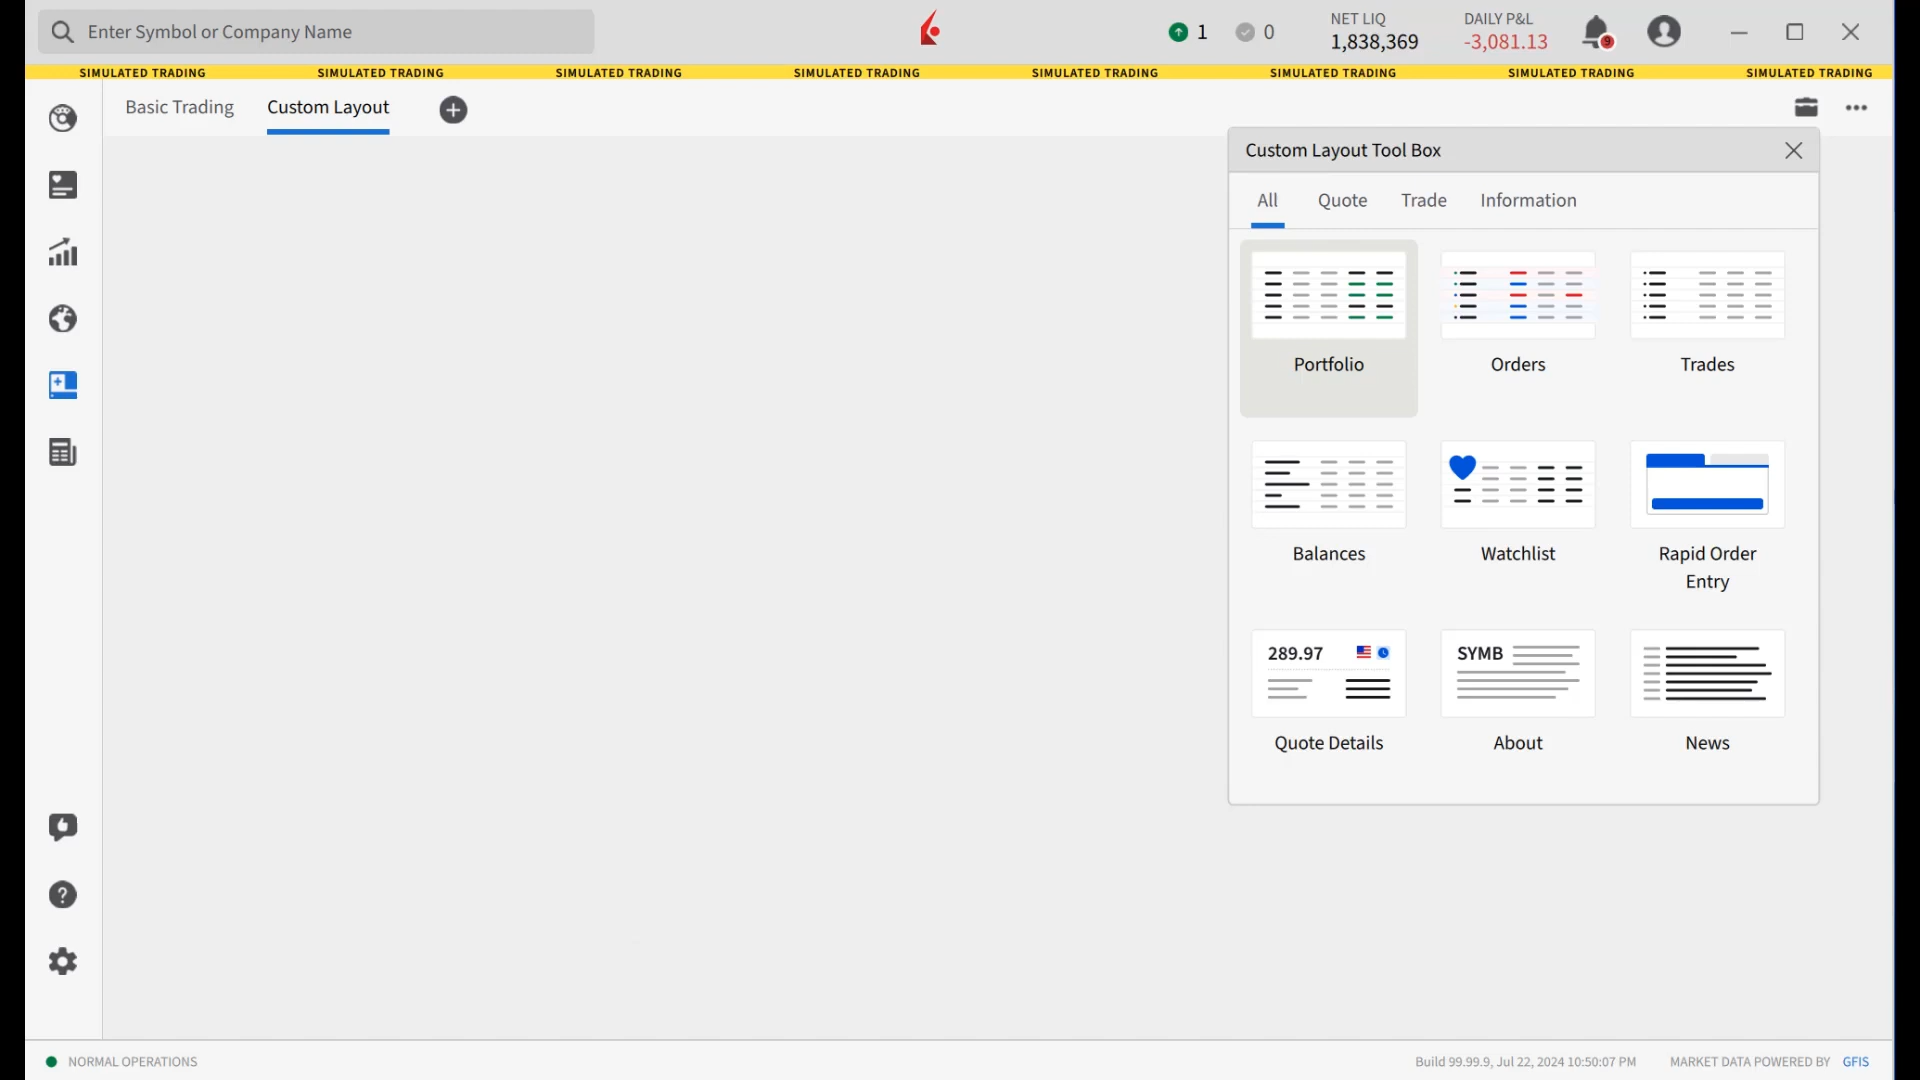 Enter Symbol or Company Name
1
0
NET LIQ
1,838,369
DAILY P&L
-3,081.13
9
SIMULATED TRADING SIMULATED TRADING SIMULATED TRADING SIMULATED TRADING SIMULATED TRADING SIMULATED TRADING SIMULATED TRADING SIMULATED TRADING
Basic Trading Custom Layout
Custom Layout Tool Box
All Quote Trade Information
Portfolio Orders Trades
Balances Watchlist Rapid Order
Entry
289.97 SYMB
Quote Details About News
NORMAL OPERATIONS Build 99.99.9, Jul 22, 2024 10:50:07 PM MARKET DATA POWERED BY GFIS